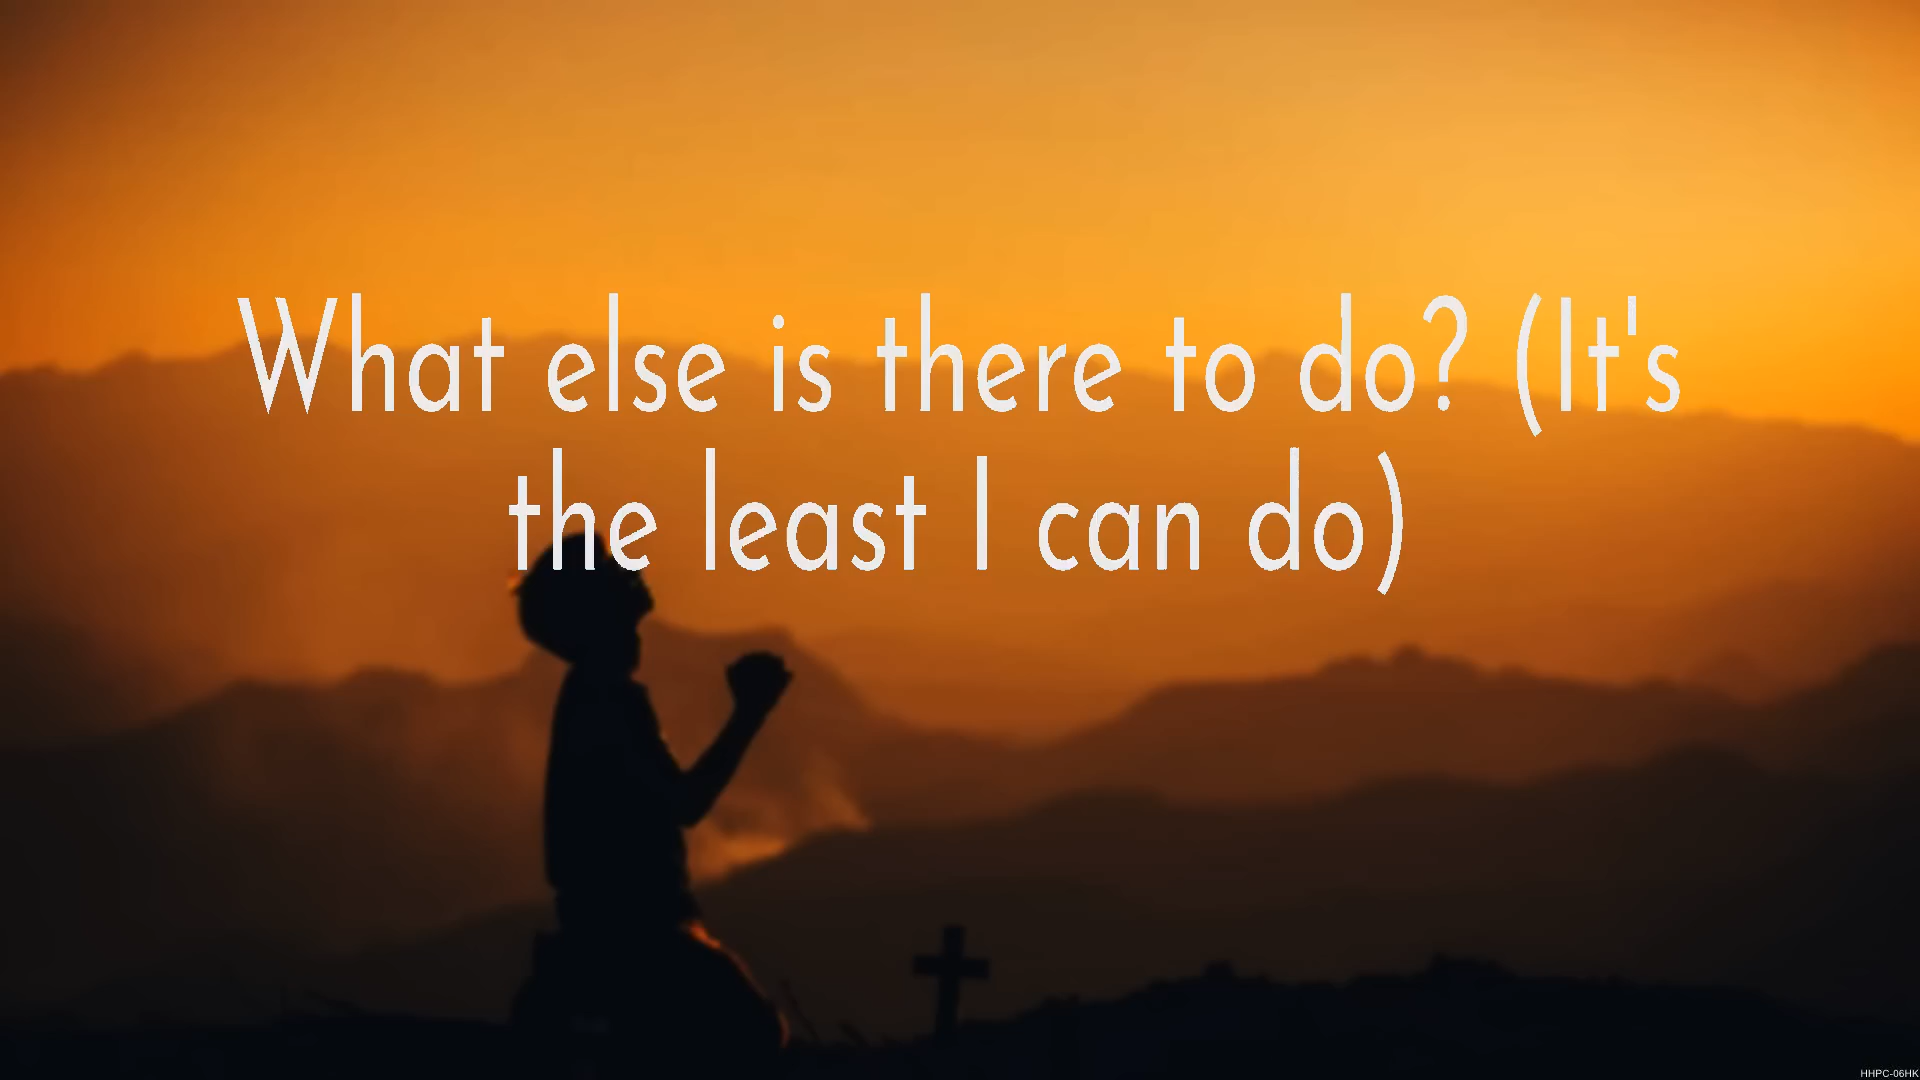 What else is there to do? (It's
the least I can do)
HHPC-06HK